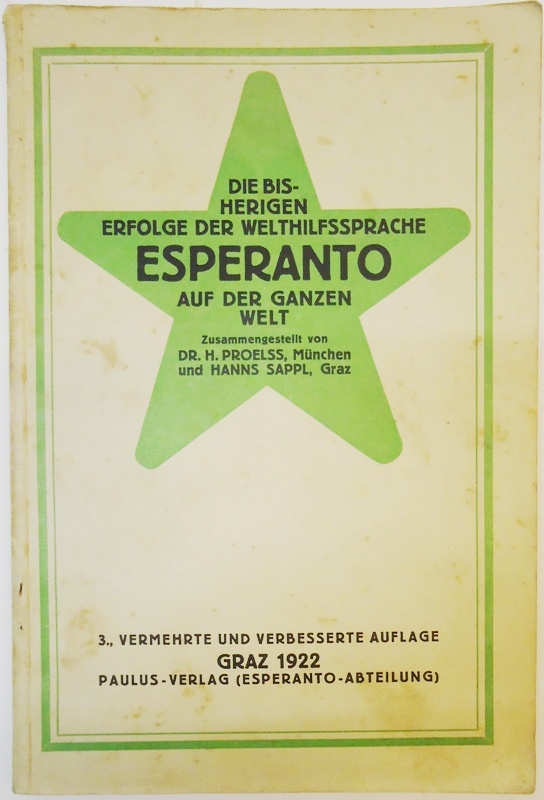 DIE BIS-
HERIGEN
ERFOLGE DER WELTHILFSSPRACHE
ESPERANTO
AUF DER GANZEN
WELT
Zusammengestellt von
DR. H. PROELSS, München
und HANNS SAPPL, Graz
3., VERMEHRTE UND VERBESSERTE AUFLAGE
GRAZ 1922
PAULUS-VERLAG (ESPERANTO-ABTEILUNG)